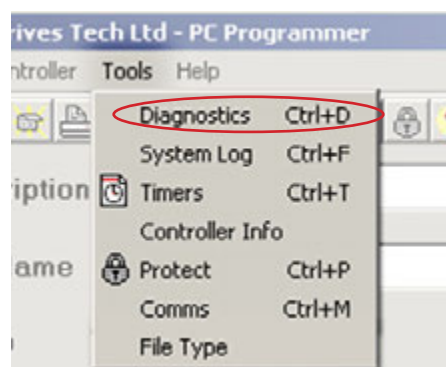 rives Tech Ltd - PC Programmer
ntroller Tools Help
Diagnostics Ctrl+D
System Log Ctrl+F
iption Timers Ctrl+T
Controller Info
ame Protect Ctrl+P
Comms Ctrl+M
File Type